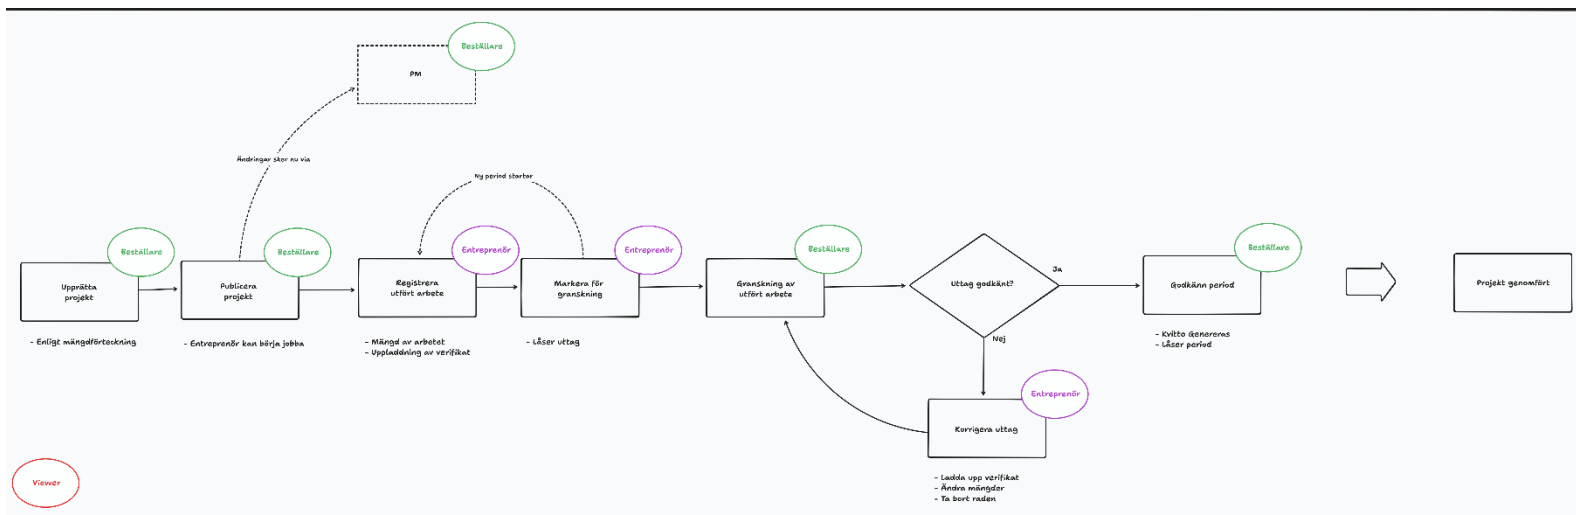 Beställare
PM
Ändringar sker nu via
Ny period startar
Beställare
Upprätta
projekt
- Enligt mängdförteckning
Beställare
Publicera
projekt
- Entreprenör kan börja jobba
Entreprenör
Registrera
utfört arbete
- Mängd av arbetet
- Uppladdning av verifikat
Entreprenör
Markera för
granskning
- Låser uttag
Beställare
Granskning av
utfört arbete
Uttag godkänt?
Ja
Nej
Beställare
Godkänn period
- Kvitto Genereras
- Låser period
Projekt genomfört
Entreprenör
Korrigera uttag
- Ladda upp verifikat
- Ändra mängder
- Ta bort raden
Viewer